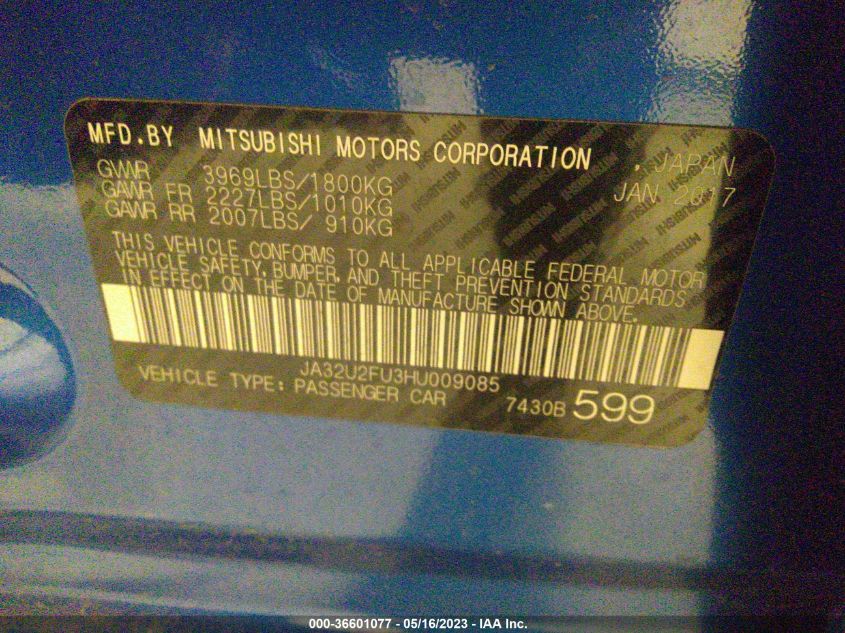 MFD.BY MITSUBISHI MOTORS CORPORATION , JAPAN
GVWR 3969LBS/1800KG JAN 2017
GAWR FR 2227LBS/1010KG
GAWR RR 2007LBS/ 910KG
THIS VEHICLE CONFORMS TO ALL APPLICABLE FEDERAL MOTOR
VEHICLE SAFETY, BUMPER, AND THEFT PREVENTION STANDARDS
IN EFFECT ON THE DATE OF MANUFACTURE SHOWN ABOVE.
JA32U2FU3HU009085
VEHICLE TYPE: PASSENGER CAR 7430B 599
000-36601077 - 05/16/2023 - IAA Inc.